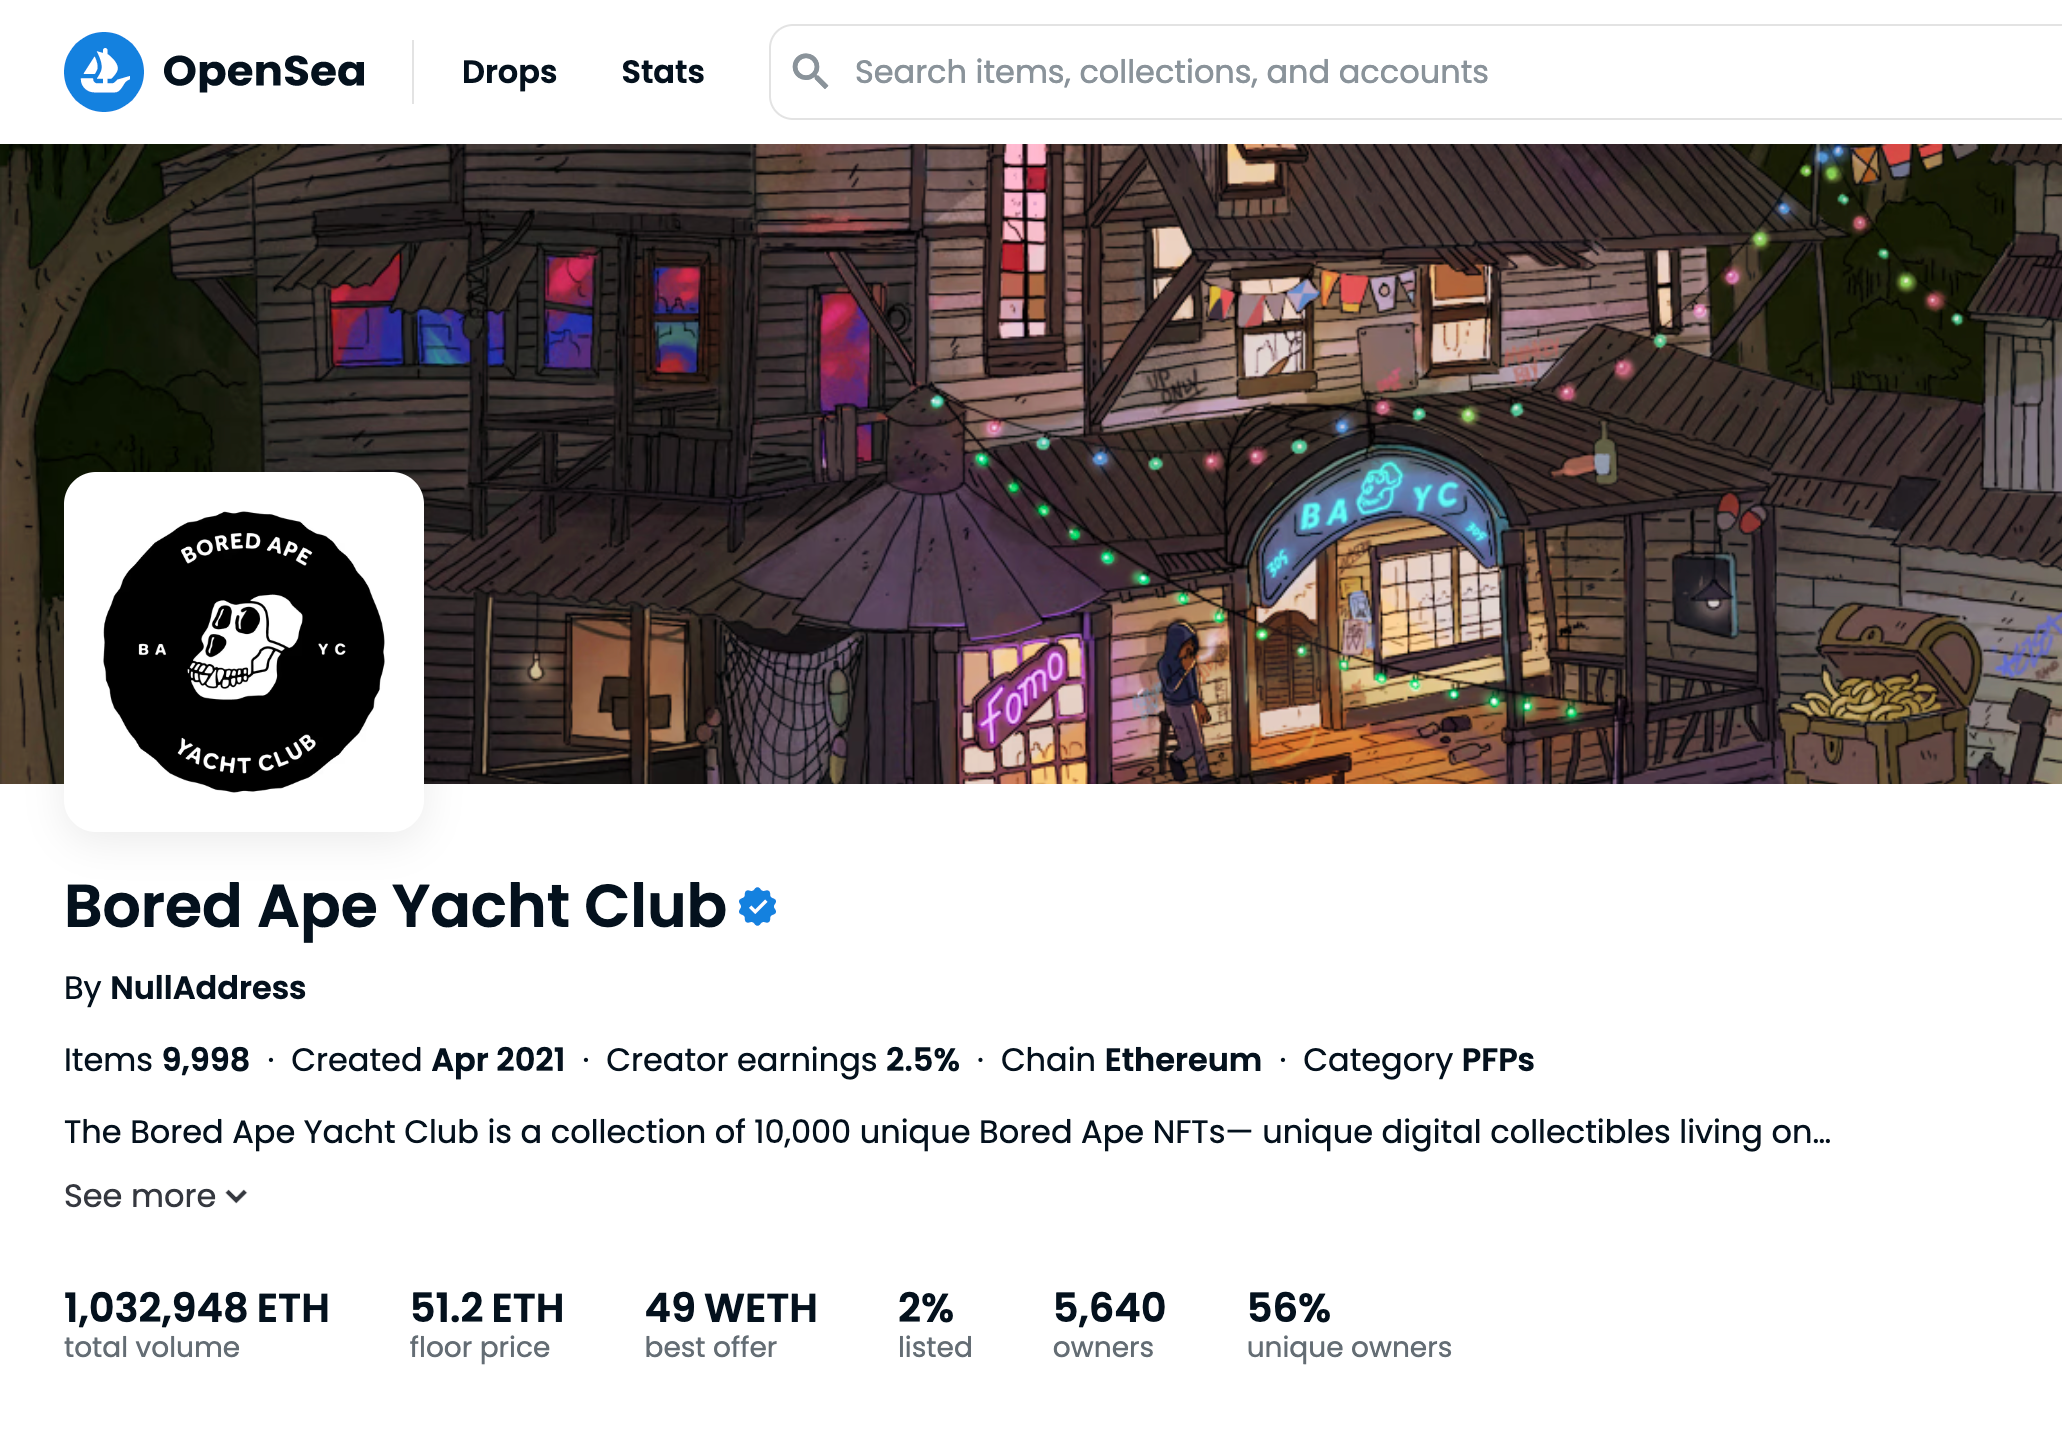 OpenSea
Drops
Stats
Search items, collections, and accounts
UP
ONLY
BA YC
305
305
Fomo
BORED APE
BA YC
YACHT CLUB
Bored Ape Yacht Club
By NullAddress
Items 9,998 · Created Apr 2021 · Creator earnings 2.5% · Chain Ethereum · Category PFPs
The Bored Ape Yacht Club is a collection of 10,000 unique Bored Ape NFTs— unique digital collectibles living on...
See more
1,032,948 ETH
total volume
51.2 ETH
floor price
49 WETH
best offer
2%
listed
5,640
owners
56%
unique owners